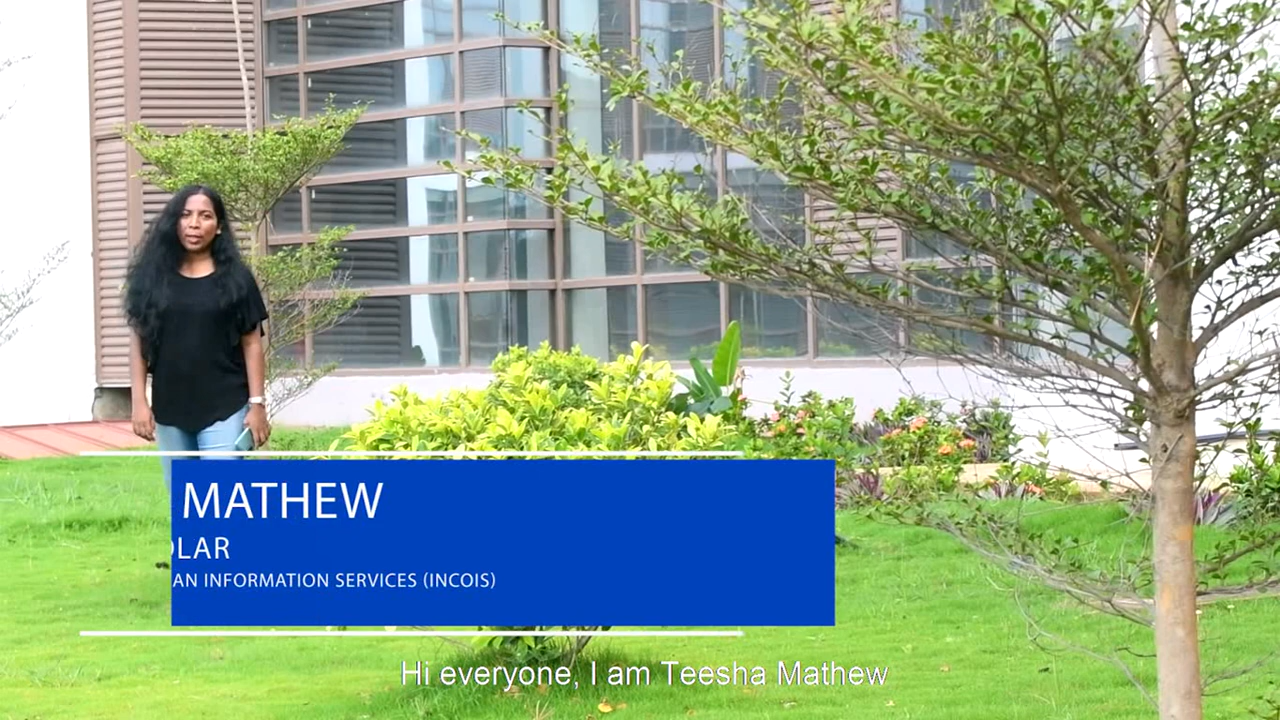 MATHEW
OLAR
AN INFORMATION SERVICES (INCOIS)
Hi everyone, I am Teesha Mathew